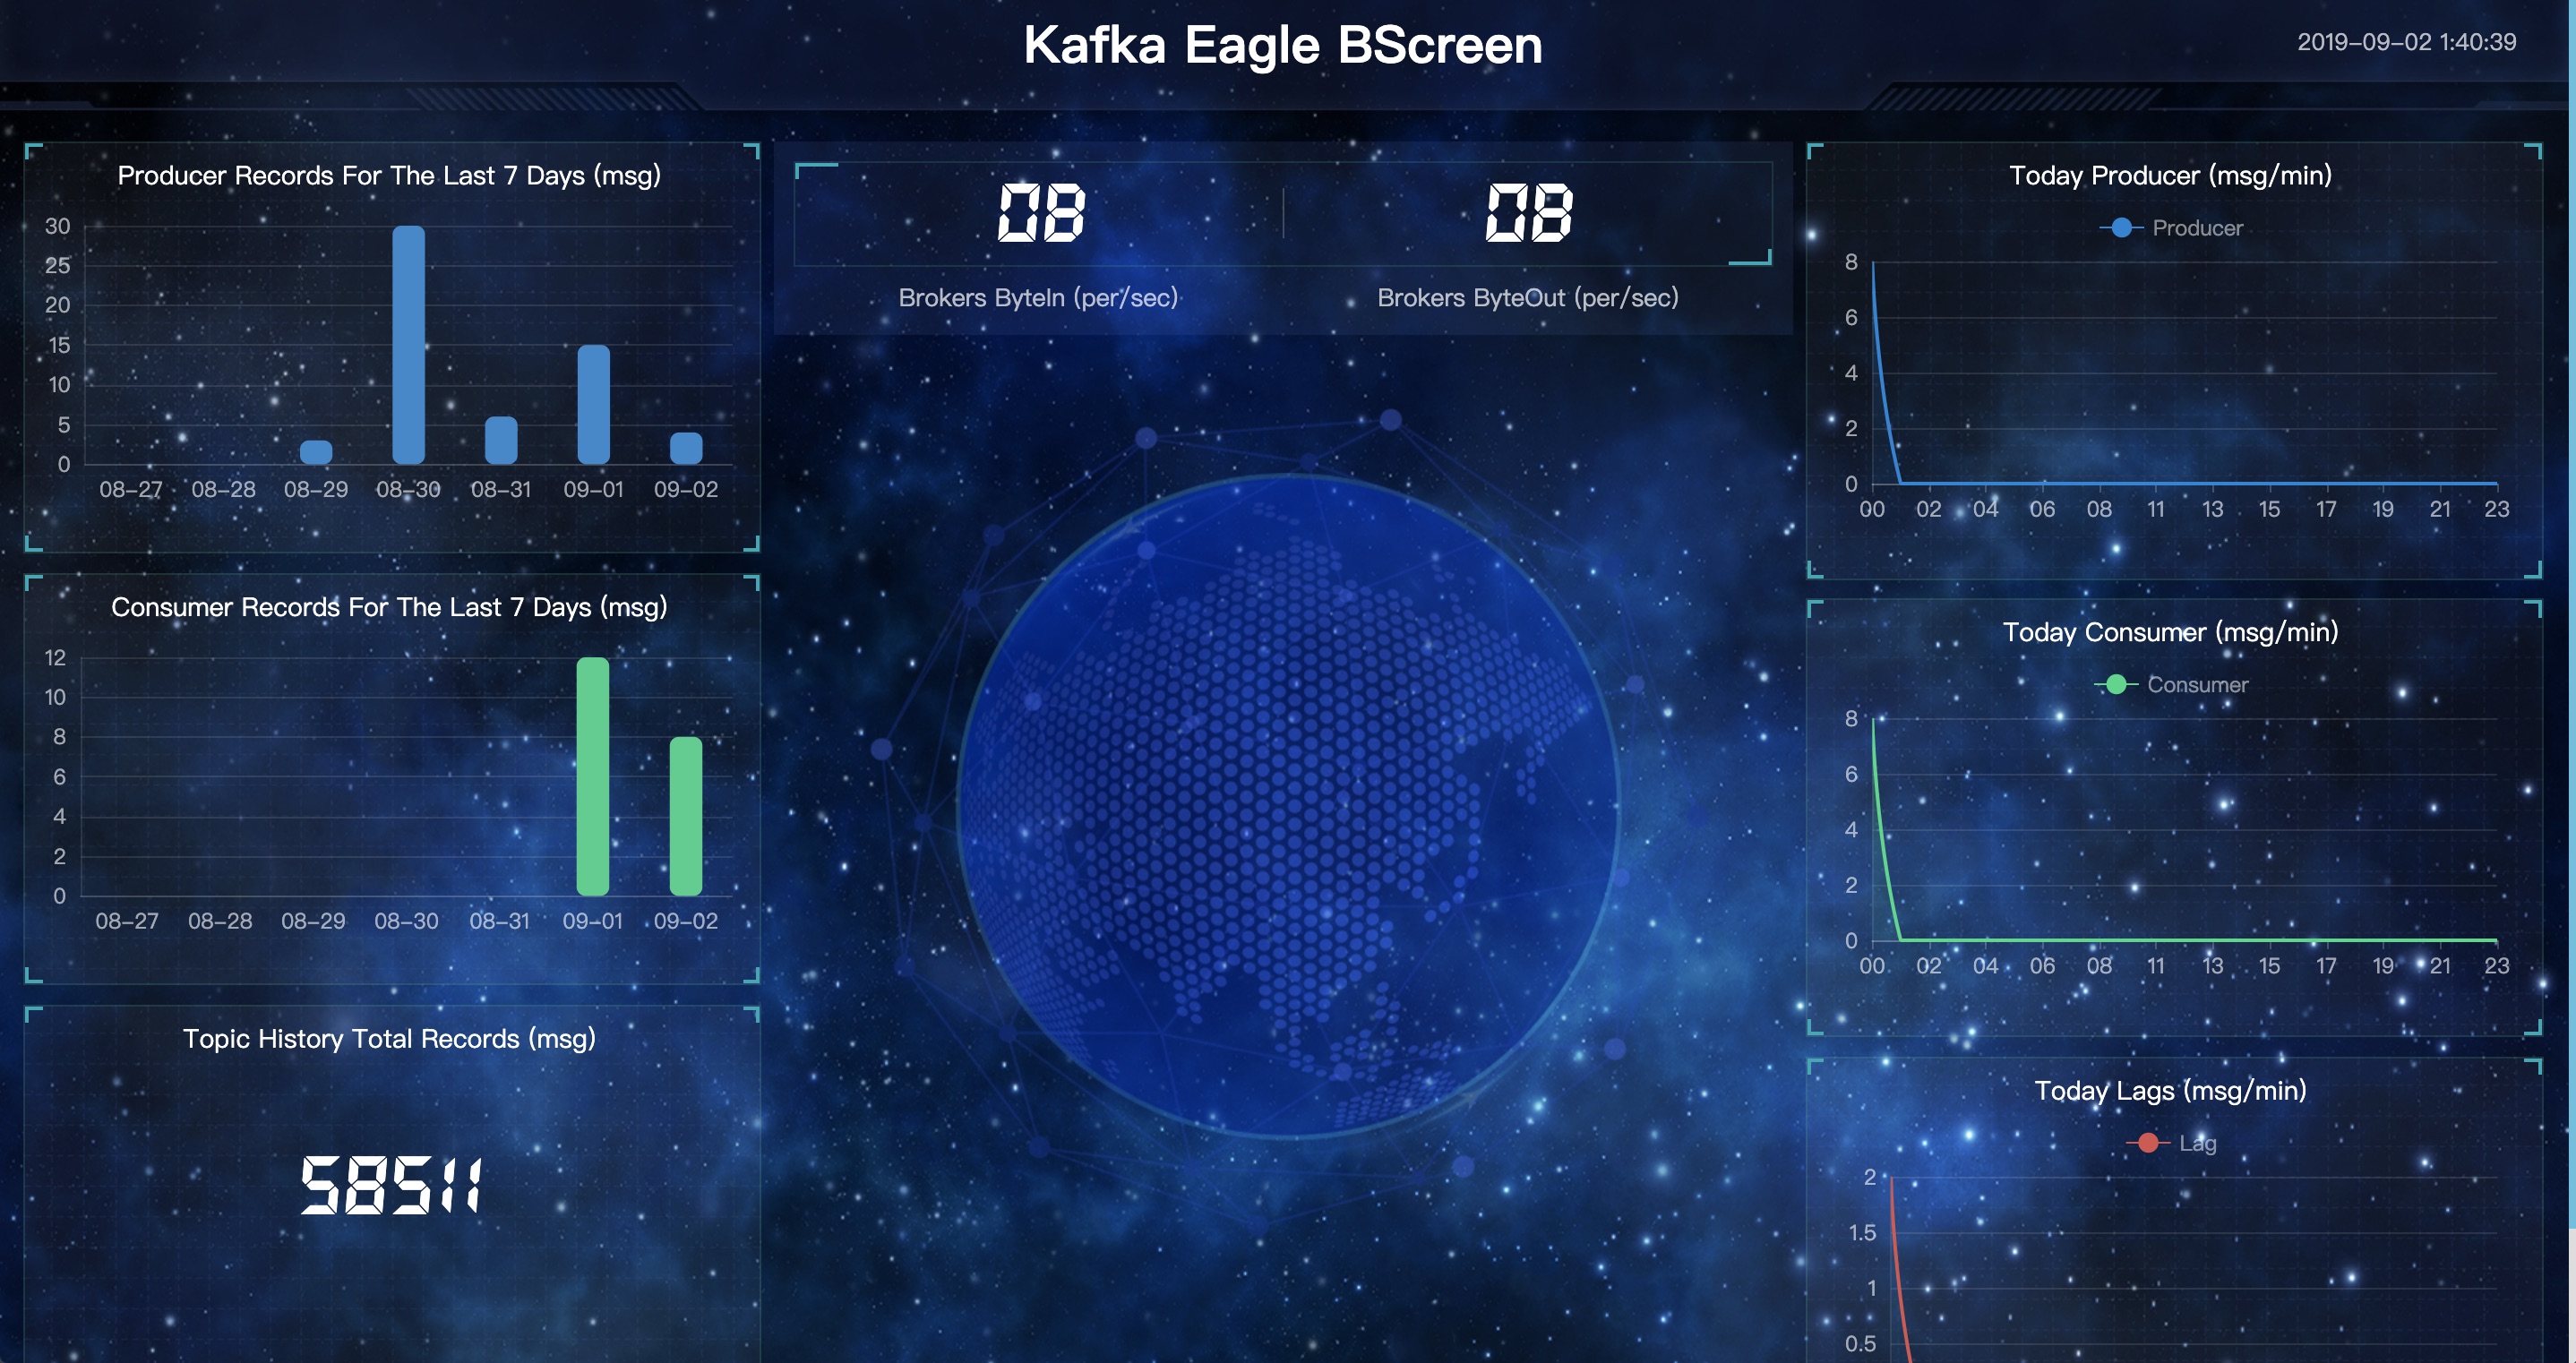 Kafka Eagle BScreen
2019-09-02 1:40:39
Producer Records For The Last 7 Days (msg)
30
25
20
15
10
5
0
08-27 08-28 08-29 08-30 08-31 09-01 09-02
Consumer Records For The Last 7 Days (msg)
12
10
8
6
4
2
0
08-27 08-28 08-29 08-30 08-31 09-01 09-02
Topic History Total Records (msg)
58511
0B 0B
Brokers ByteIn (per/sec) Brokers ByteOut (per/sec)
Today Producer (msg/min)
Producer
8
6
4
2
0
00 02 04 06 08 11 13 15 17 19 21 23
Today Consumer (msg/min)
Consumer
8
6
4
2
0
00 02 04 06 08 11 13 15 17 19 21 23
Today Lags (msg/min)
Lag
2
1.5
1
0.5